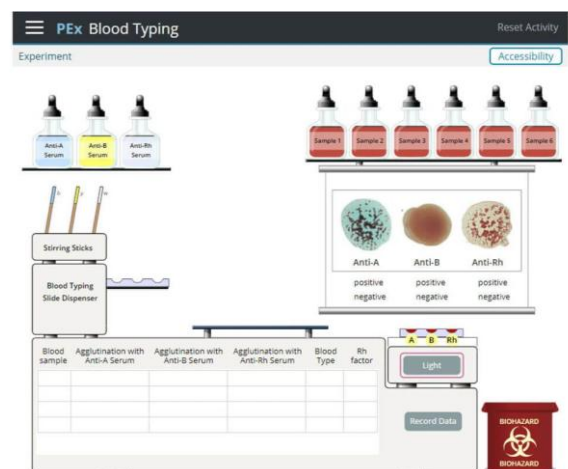 PEx Blood Typing
Reset Activity
Experiment
Accessibility
Anti-A Serum
Anti-B Serum
Anti-Rh Serum
Sample 1
Sample 2
Sample 3
Sample 4
Sample 5
Sample 6
Stirring Sticks
Blood Typing
Slide Dispenser
Anti-A Anti-B Anti-Rh
positive positive positive
negative negative negative
A B Rh
Light
Blood sample
Agglutination with Anti-A Serum
Agglutination with Anti-B Serum
Agglutination with Anti-Rh Serum
Blood Type
Rh factor
Record Data
BIOHAZARD
BIOHAZARD